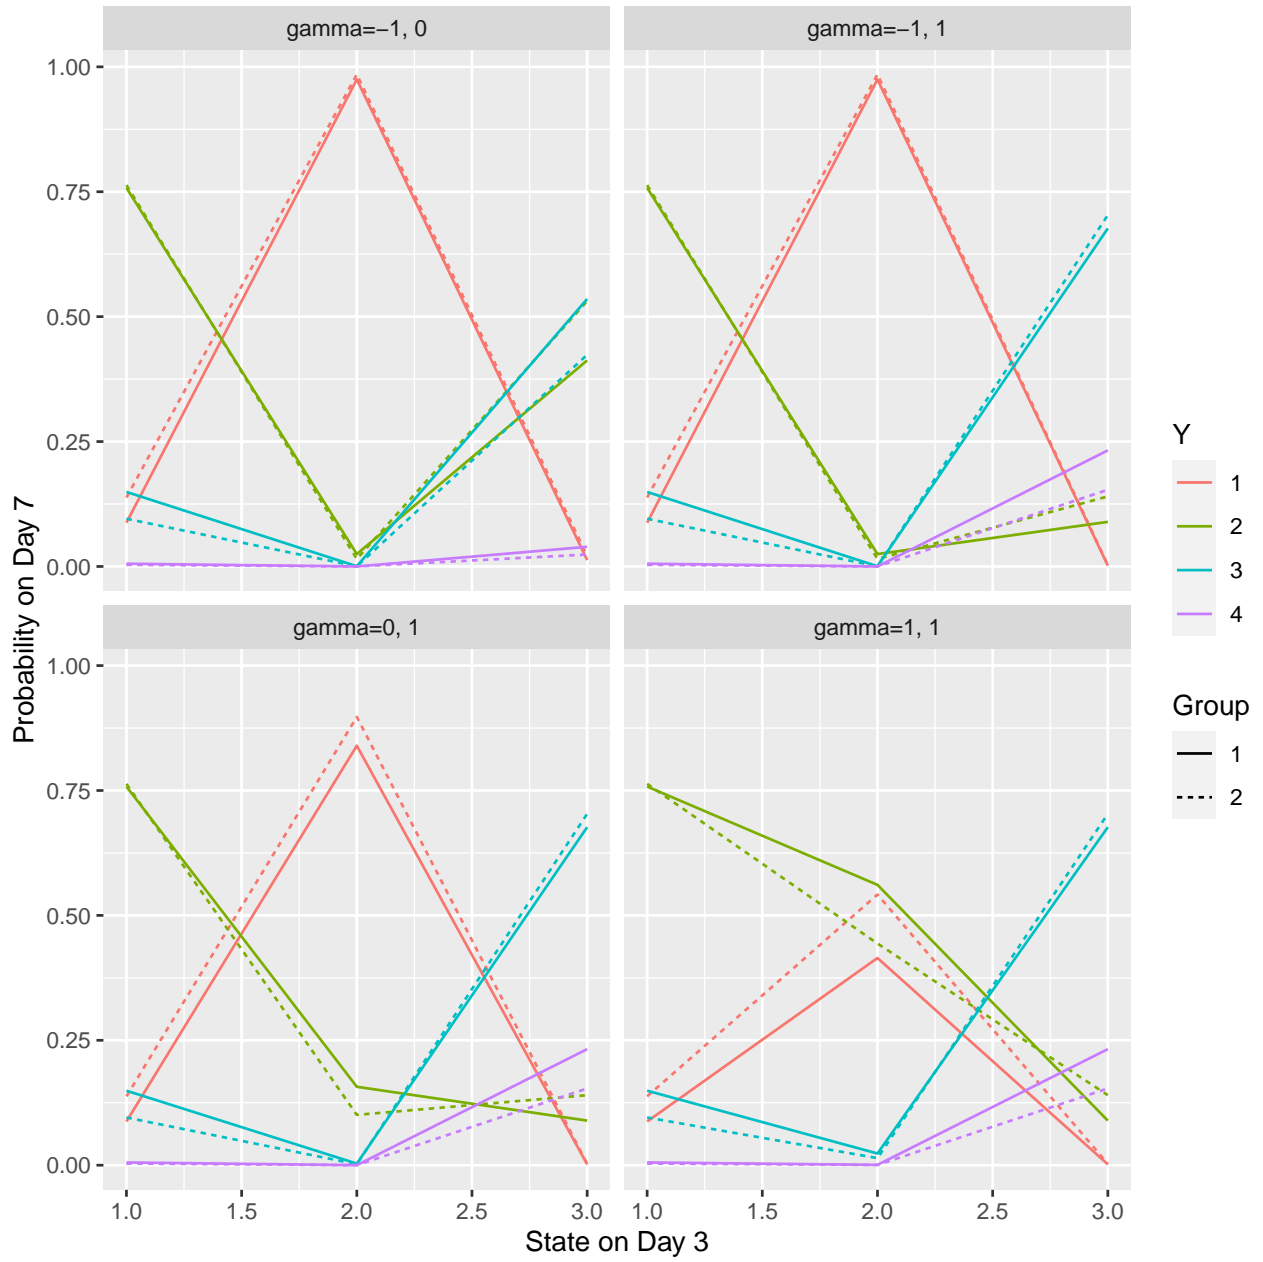 gamma=−1, 0
gamma=−1, 1
1.00
0.75
0.50
0.25
0.00
gamma=0, 1
gamma=1, 1
1.00
0.75
0.50
0.25
0.00
1.0 1.5 2.0 2.5 3.0
1.0 1.5 2.0 2.5 3.0
State on Day 3
Probability on Day 7
Y
1
2
3
4
Group
1
2